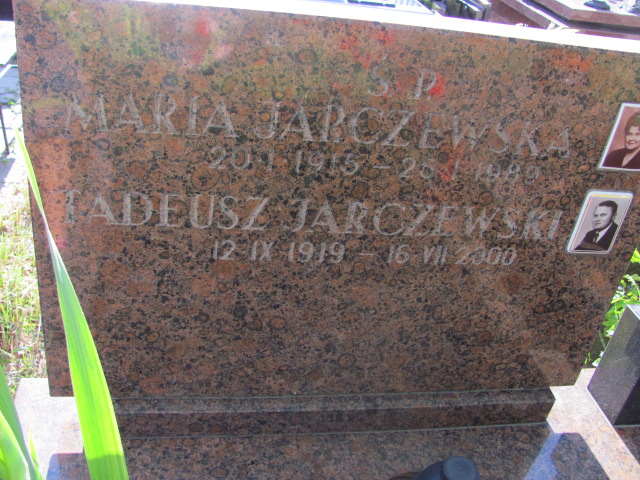 Ś P
MARIA JARCZEWSKA
TADEUSZ JARCZEWSKI
12 IX 1919 – 16 VII 2000